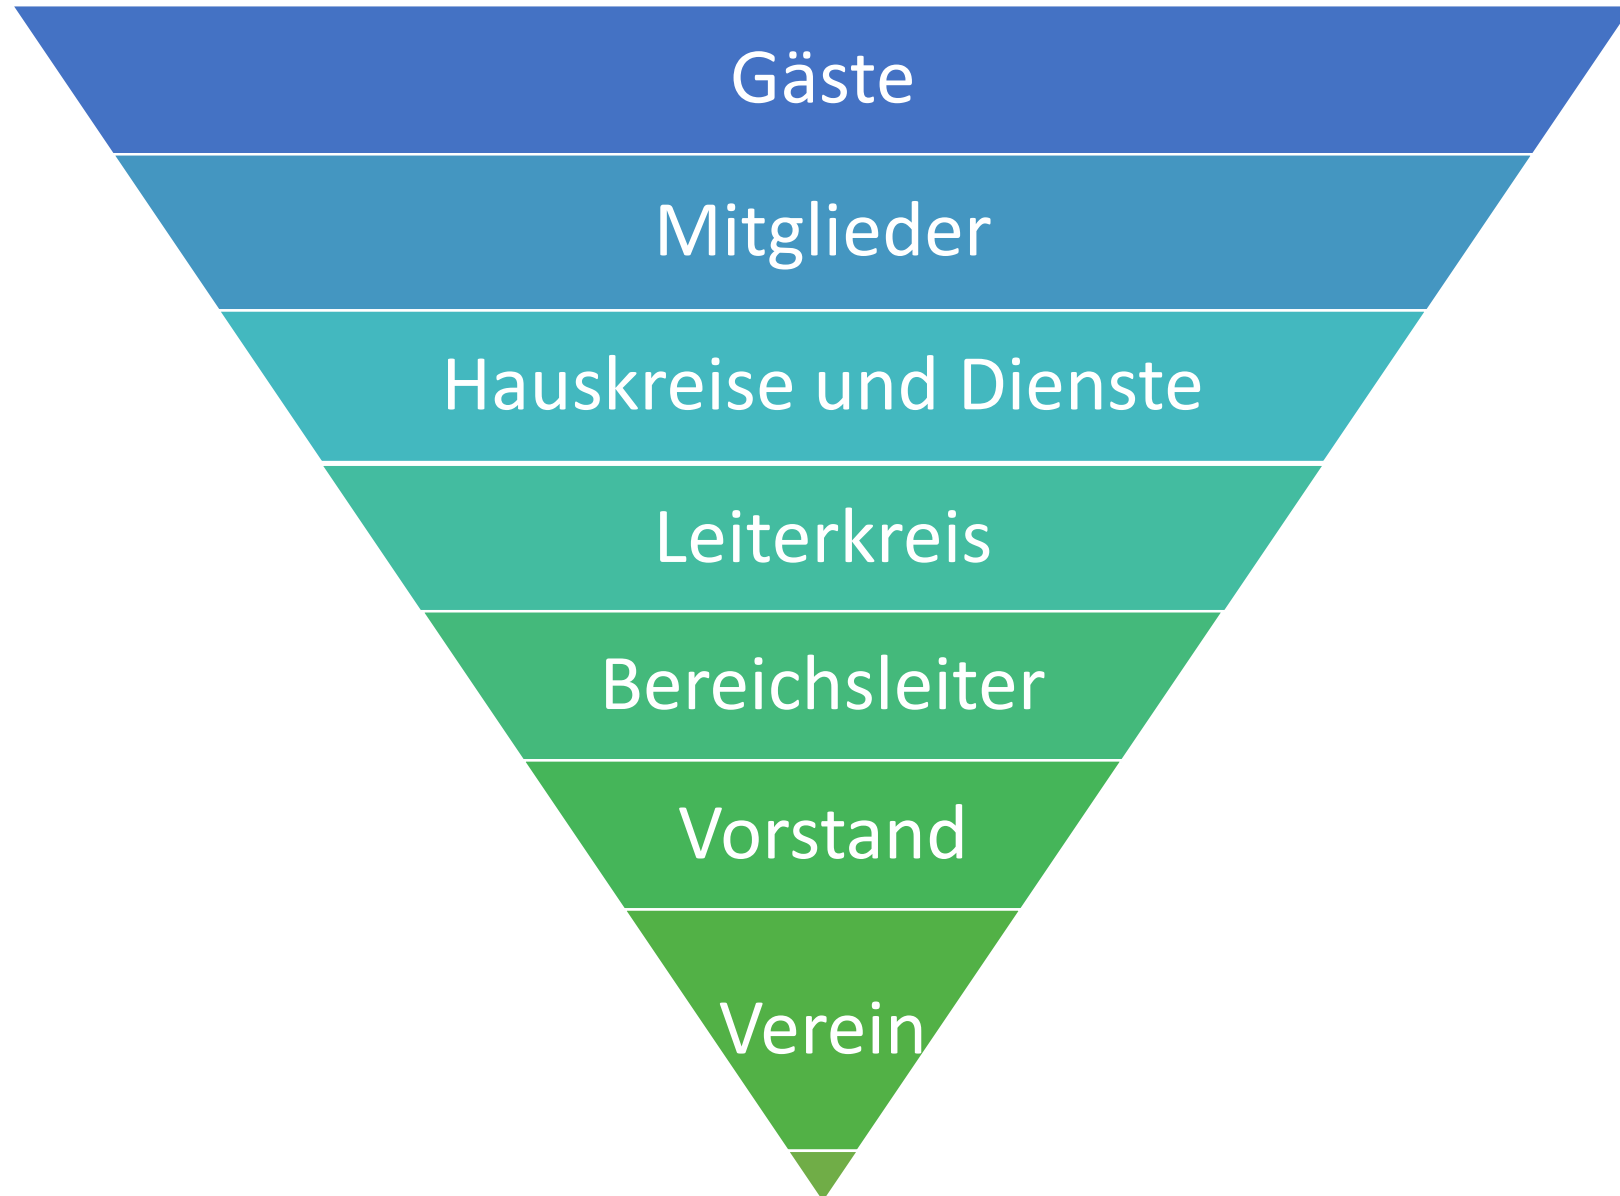 Gäste
Mitglieder
Hauskreise und Dienste
Leiterkreis
Bereichsleiter
Vorstand
Verein